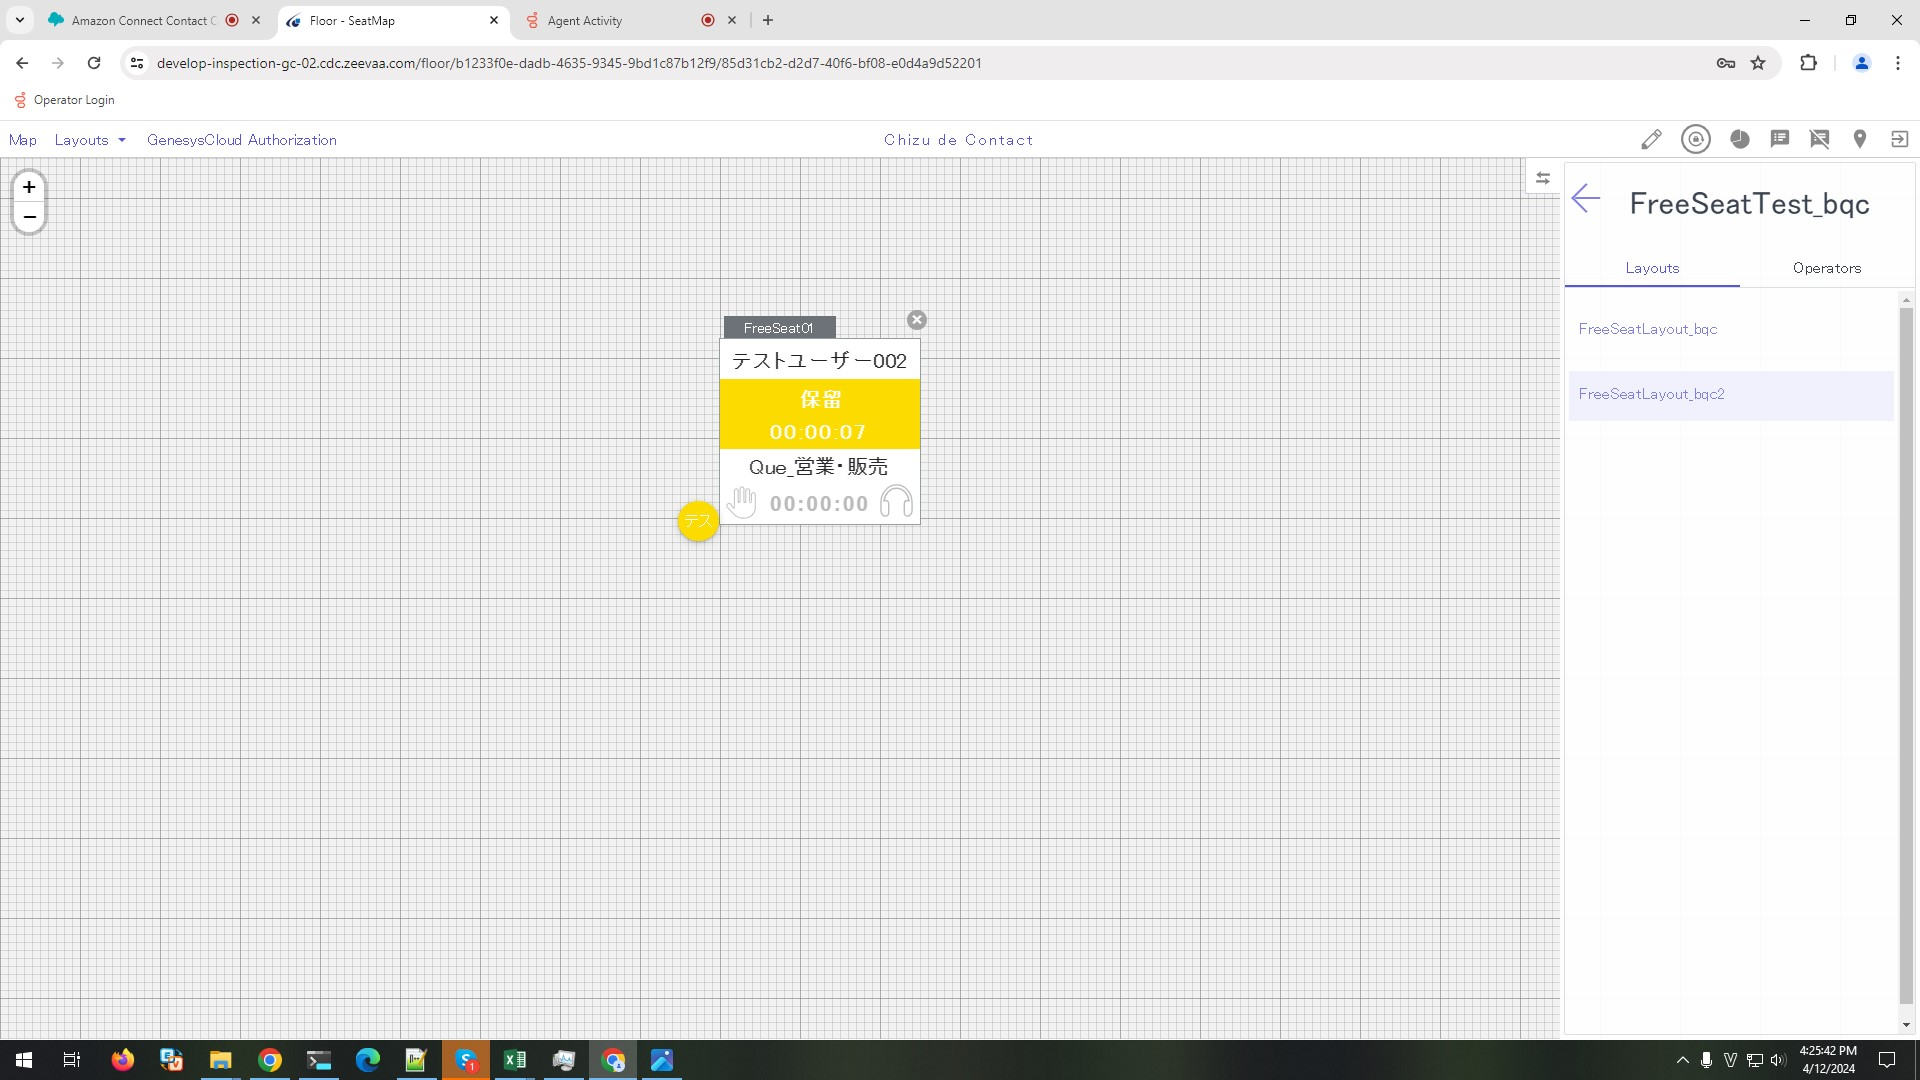 Amazon Connect Contact C
Floor - SeatMap
Agent Activity
develop-inspection-gc-02.cdc.zeevaa.com/floor/b1233f0e-dadb-4635-9345-9bd1c87b12f9/85d31cb2-d2d7-40f6-bf08-e0d4a9d52201
Operator Login
Map Layouts GenesysCloud Authorization
Chizu de Contact
+
−
FreeSeatTest_bqc
Layouts Operators
FreeSeatLayout_bqc
FreeSeatLayout_bqc2
FreeSeat01
テストユーザー002
保留
00:00:07
Que_営業・販売
00:00:00
テス
4:25:42 PM
4/12/2024